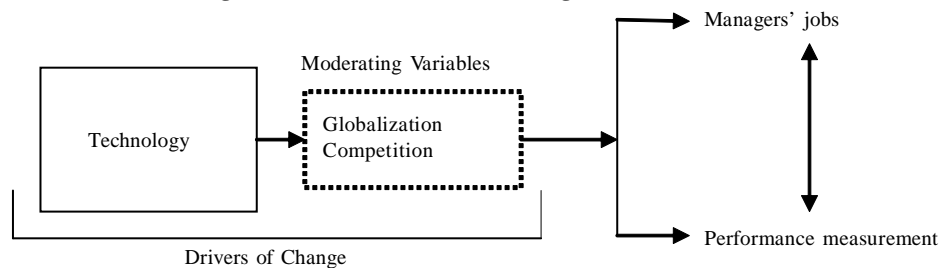 Managers' jobs
Moderating Variables
Technology
Globalization
Competition
Performance measurement
Drivers of Change